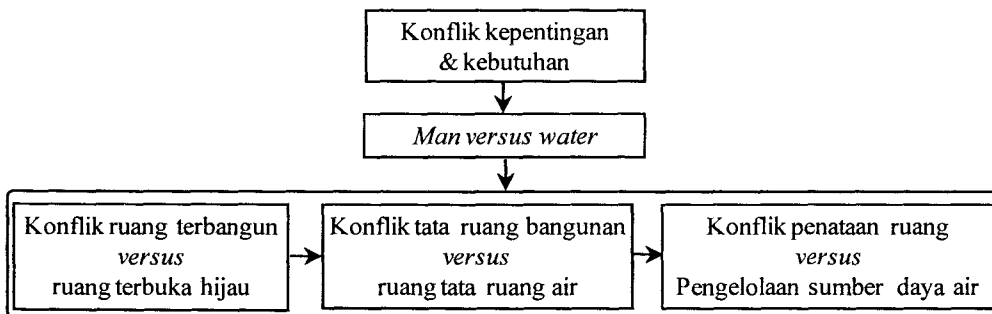 Konflik kepentingan
& kebutuhan
Man versus water
Konflik ruang terbangun
versus
ruang terbuka hijau
Konflik tata ruang bangunan
versus
ruang tata ruang air
Konflik penataan ruang
versus
Pengelolaan sumber daya air